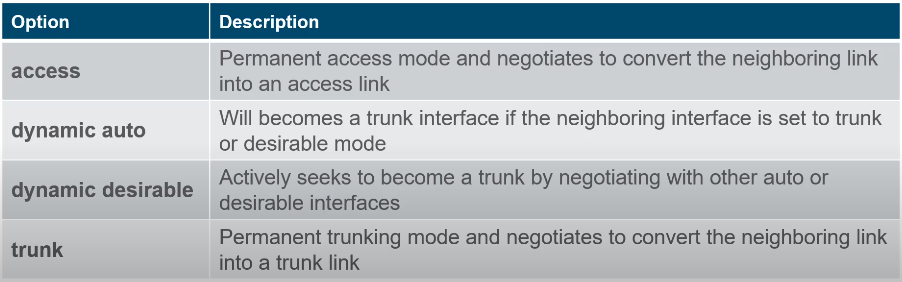 Option Description
access Permanent access mode and negotiates to convert the neighboring link
into an access link
dynamic auto Will becomes a trunk interface if the neighboring interface is set to trunk
or desirable mode
dynamic desirable Actively seeks to become a trunk by negotiating with other auto or
desirable interfaces
trunk Permanent trunking mode and negotiates to convert the neighboring link
into a trunk link